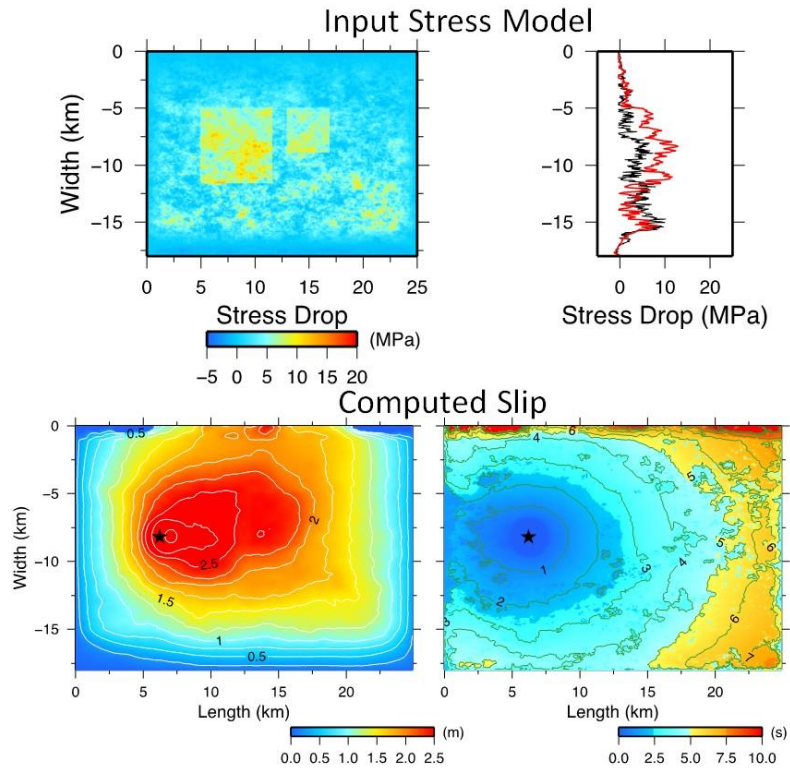 Input Stress Model
0
−5
−10
−15
Width (km)
0 5 10 15 20 25
Stress Drop
(MPa)
−5 0 5 10 15 20
0
−5
−10
−15
0 10 20
Stress Drop (MPa)
Computed Slip
0
−5
−10
−15
Width (km)
0.5
2
2.5
1.5
1
0.5
0 5 10 15 20
Length (km)
(m)
0.0 0.5 1.0 1.5 2.0 2.5
0
−5
−10
−15
4
6
6
5
5
6
1
3
4
2
3
6
7
0 5 10 15 20
Length (km)
(s)
0.0 2.5 5.0 7.5 10.0